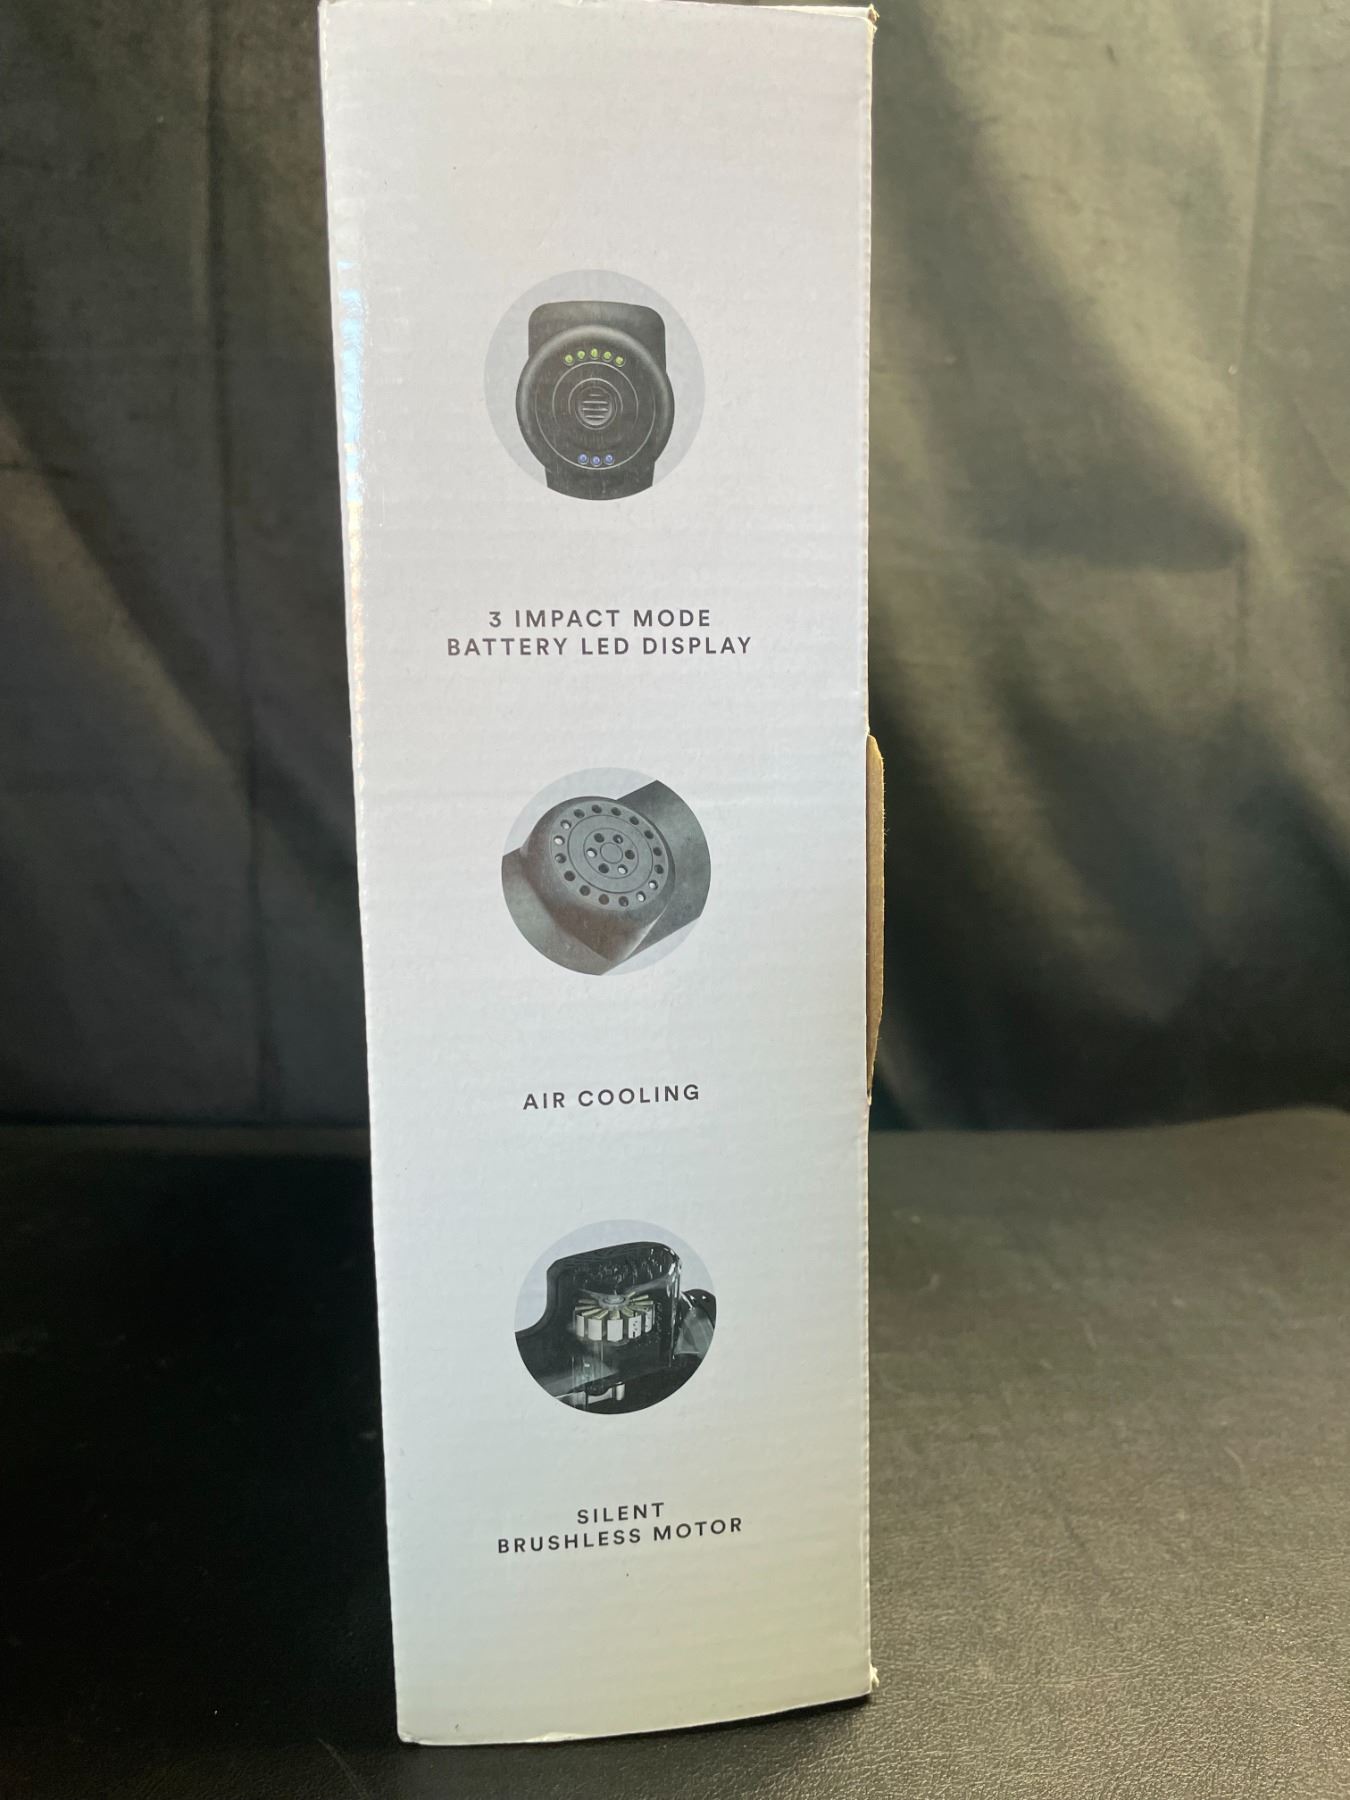 3 IMPACT MODE
BATTERY LED DISPLAY
AIR COOLING
SILENT
BRUSHLESS MOTOR